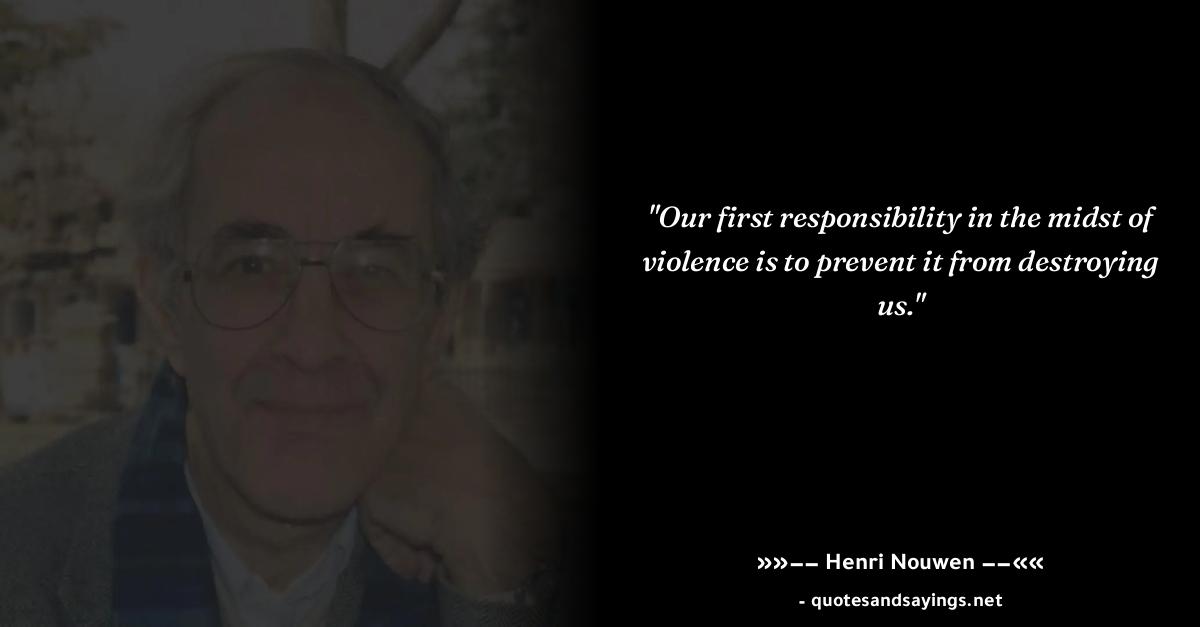 "Our first responsibility in the midst of
violence is to prevent it from destroying
us."
»»−− Henri Nouwen −−««
- quotesandsayings.net